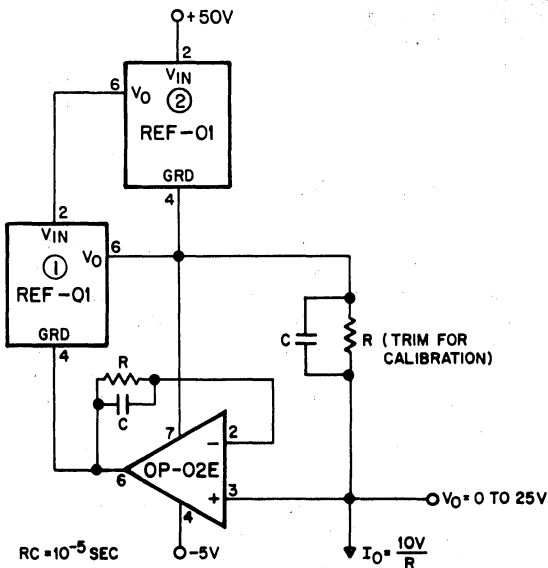 +50V
2
VIN
6
VO
②
REF-01
GRD
4
2
VIN
6
VO
①
REF-01
GRD
4
C
R (TRIM FOR
CALIBRATION)
R
C
7
2
−
OP-02E
6
+
3
4
VO = 0 TO 25V
RC = 10-5 SEC
-5V
IO = 10V
R